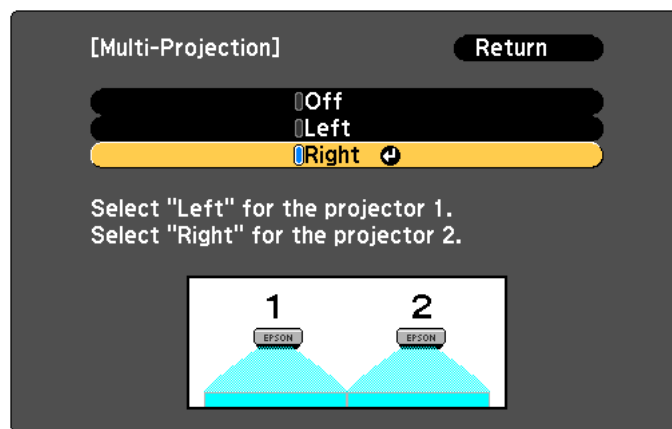 [Multi-Projection] Return
Off
Left
Right
Select "Left" for the projector 1.
Select "Right" for the projector 2.
1 2
EPSON EPSON